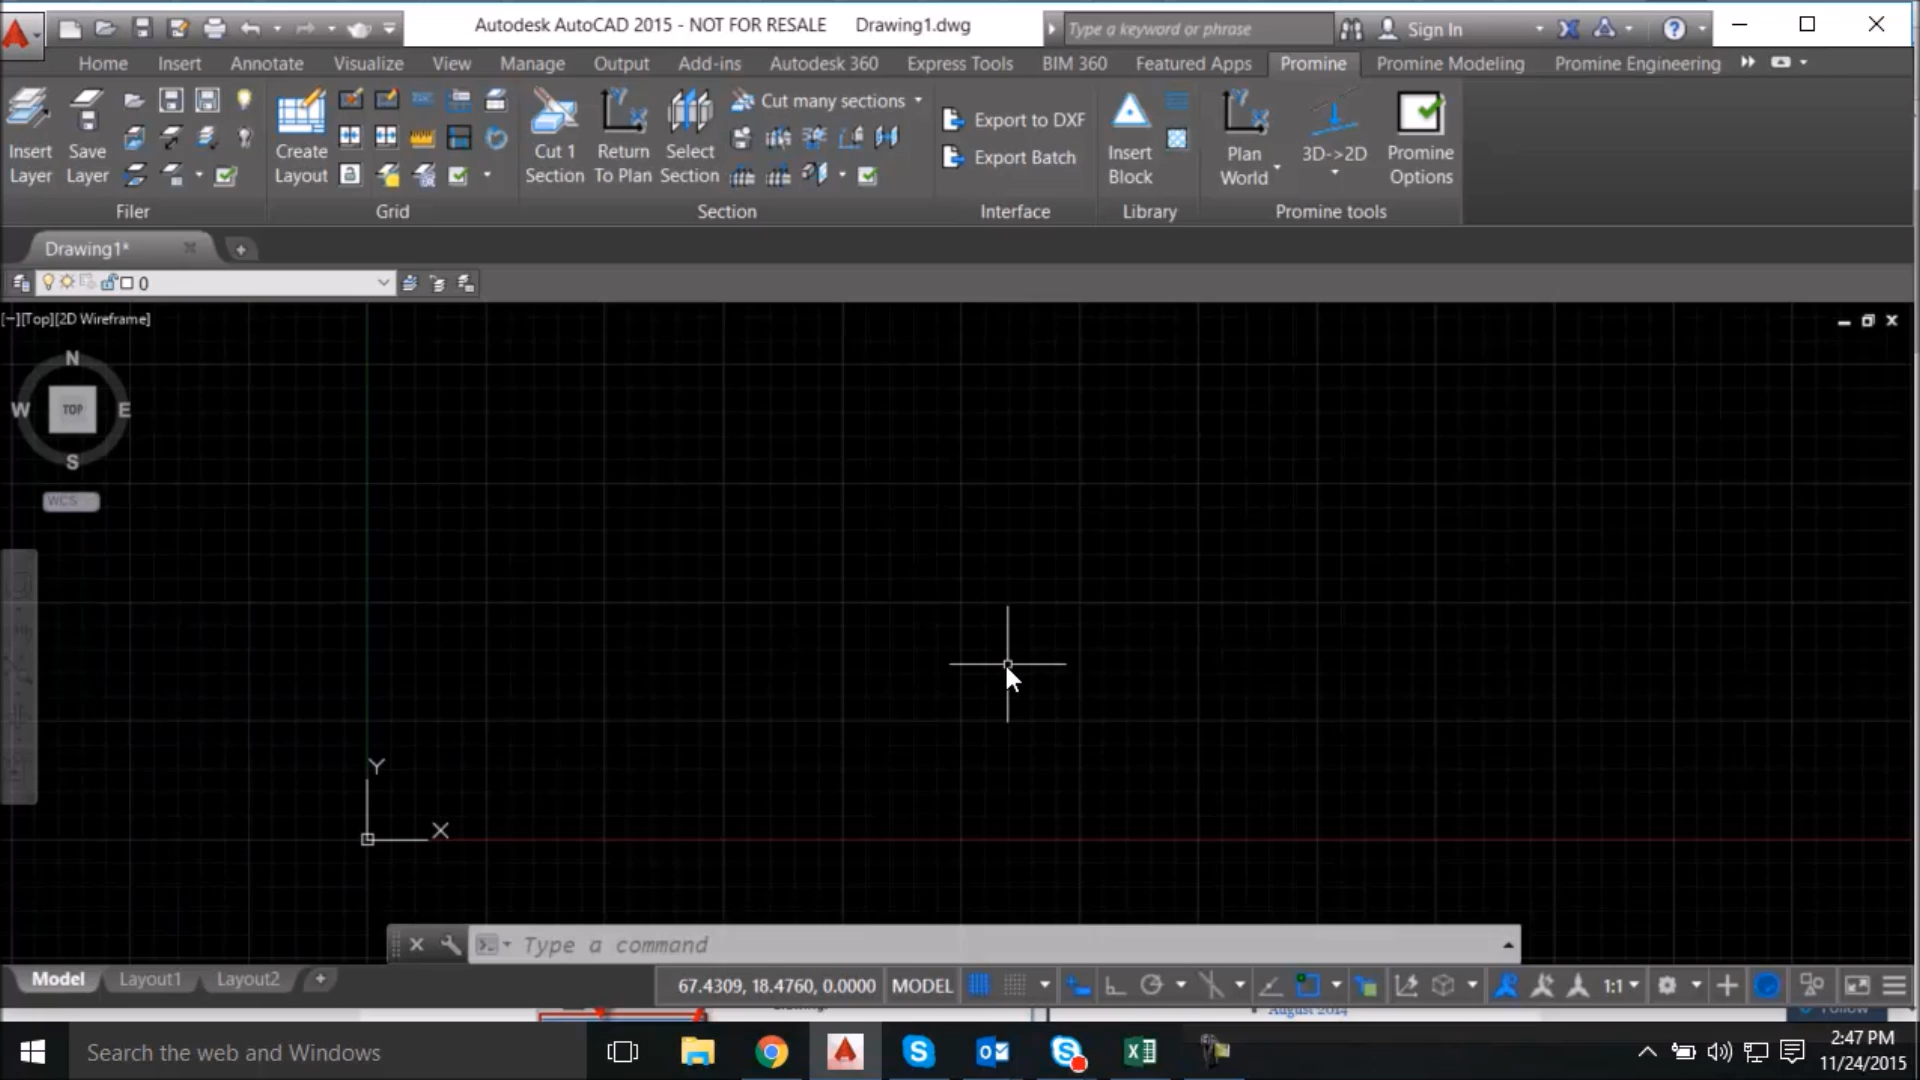 Autodesk AutoCAD 2015 - NOT FOR RESALE Drawing1.dwg
Type a keyword or phrase
Sign In
Home Insert Annotate Visualize View Manage Output Add-ins Autodesk 360 Express Tools BIM 360 Featured Apps Promine Promine Modeling Promine Engineering
Insert Layer
Save Layer
Create Layout
Cut 1 Section
Return To Plan
Select Section
Cut many sections
Export to DXF
Export Batch
Insert Block
Plan World
3D->2D
Promine Options
Filer Grid Section Interface Library Promine tools
Drawing1*
0
[−][Top][2D Wireframe]
N
W TOP E
S
WCS
Y
X
Type a command
Model Layout1 Layout2
67.4309, 18.4760, 0.0000 MODEL 1:1
August 2014
Follow
Search the web and Windows
2:47 PM
11/24/2015